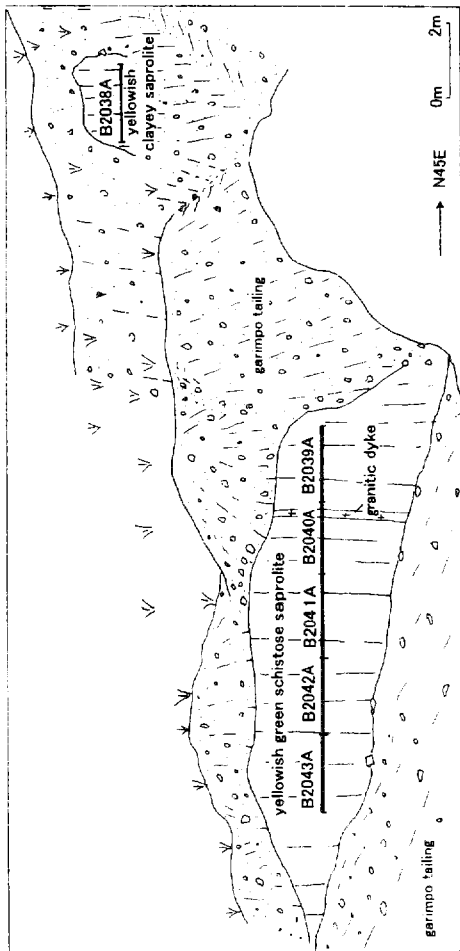 B2038A
yellowish
clayey saprolite
0m 2m
N45E
garimpo tailing
yellowish green schistose saprolite
B2043A B2042A B2041A B2040A B2039A
granitic dyke
garimpo tailing